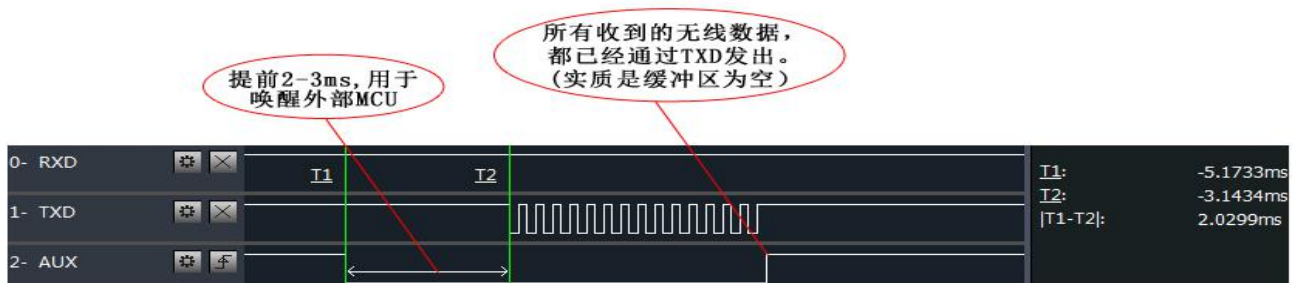 所有收到的无线数据，
都已经通过TXD发出。
(实质是缓冲区为空)
提前2-3ms,用于
唤醒外部MCU
0- RXD
T1
T2
1- TXD
2- AUX
T1: -5.1733ms
T2: -3.1434ms
|T1-T2|: 2.0299ms